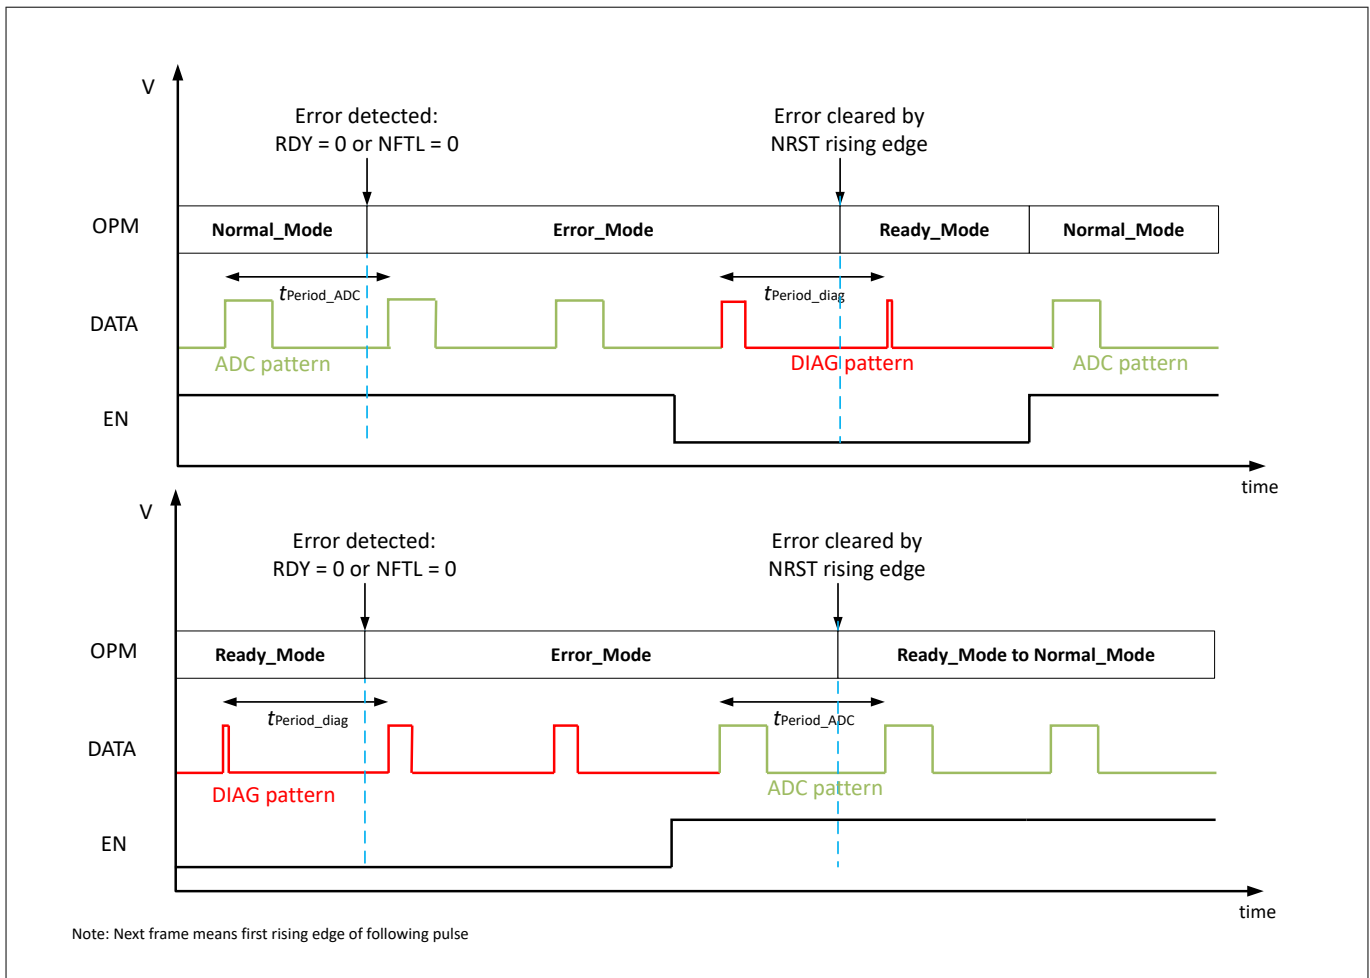 V
Error detected:
RDY = 0 or NFTL = 0
Error cleared by
NRST rising edge
OPM
Normal_Mode
Error_Mode
Ready_Mode
Normal_Mode
tPeriod_ADC
tPeriod_diag
DATA
ADC pattern
DIAG pattern
ADC pattern
EN
time
V
Error detected:
RDY = 0 or NFTL = 0
Error cleared by
NRST rising edge
OPM
Ready_Mode
Error_Mode
Ready_Mode to Normal_Mode
tPeriod_diag
tPeriod_ADC
DATA
DIAG pattern
ADC pattern
EN
time
Note: Next frame means first rising edge of following pulse